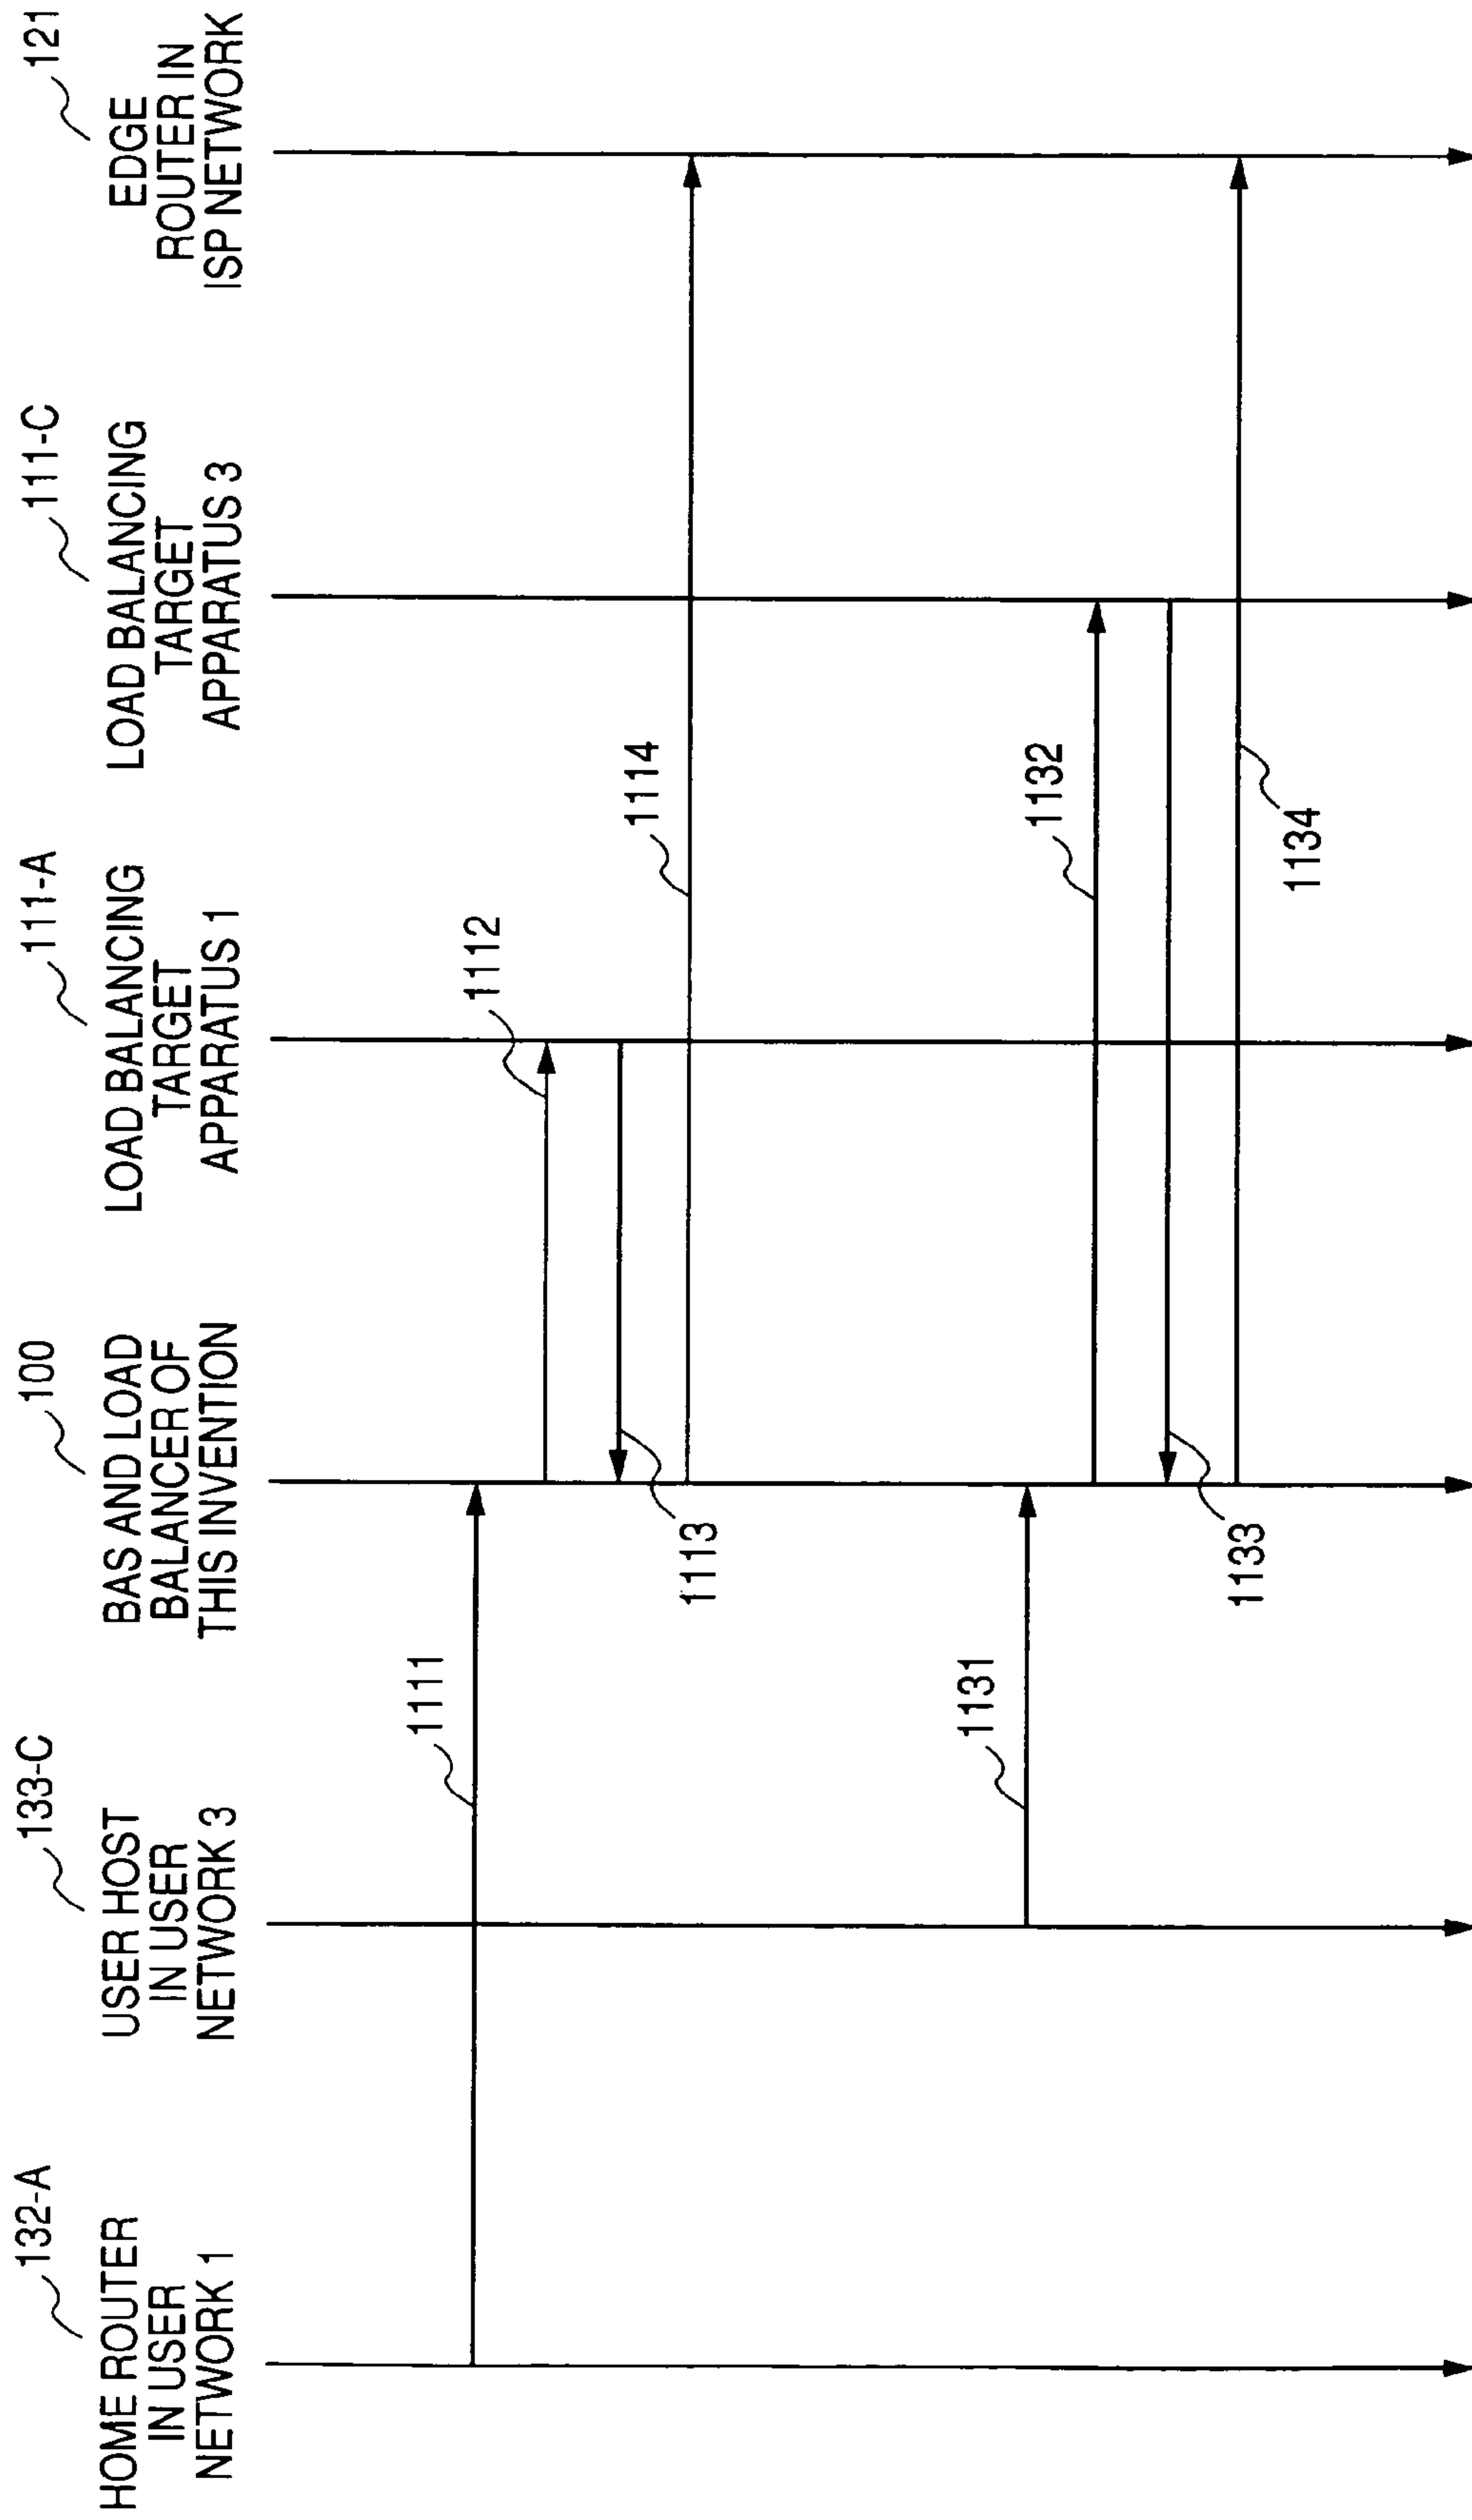 132-A
HOME ROUTER
IN USER
NETWORK 1
133-C
USER HOST
IN USER
NETWORK 3
100
BAS AND LOAD
BALANCER OF
THIS INVENTION
111-A
LOAD BALANCING
TARGET
APPARATUS 1
111-C
LOAD BALANCING
TARGET
APPARATUS 3
121
EDGE
ROUTER IN
ISP NETWORK
1111
1112
1113
1114
1131
1132
1133
1134